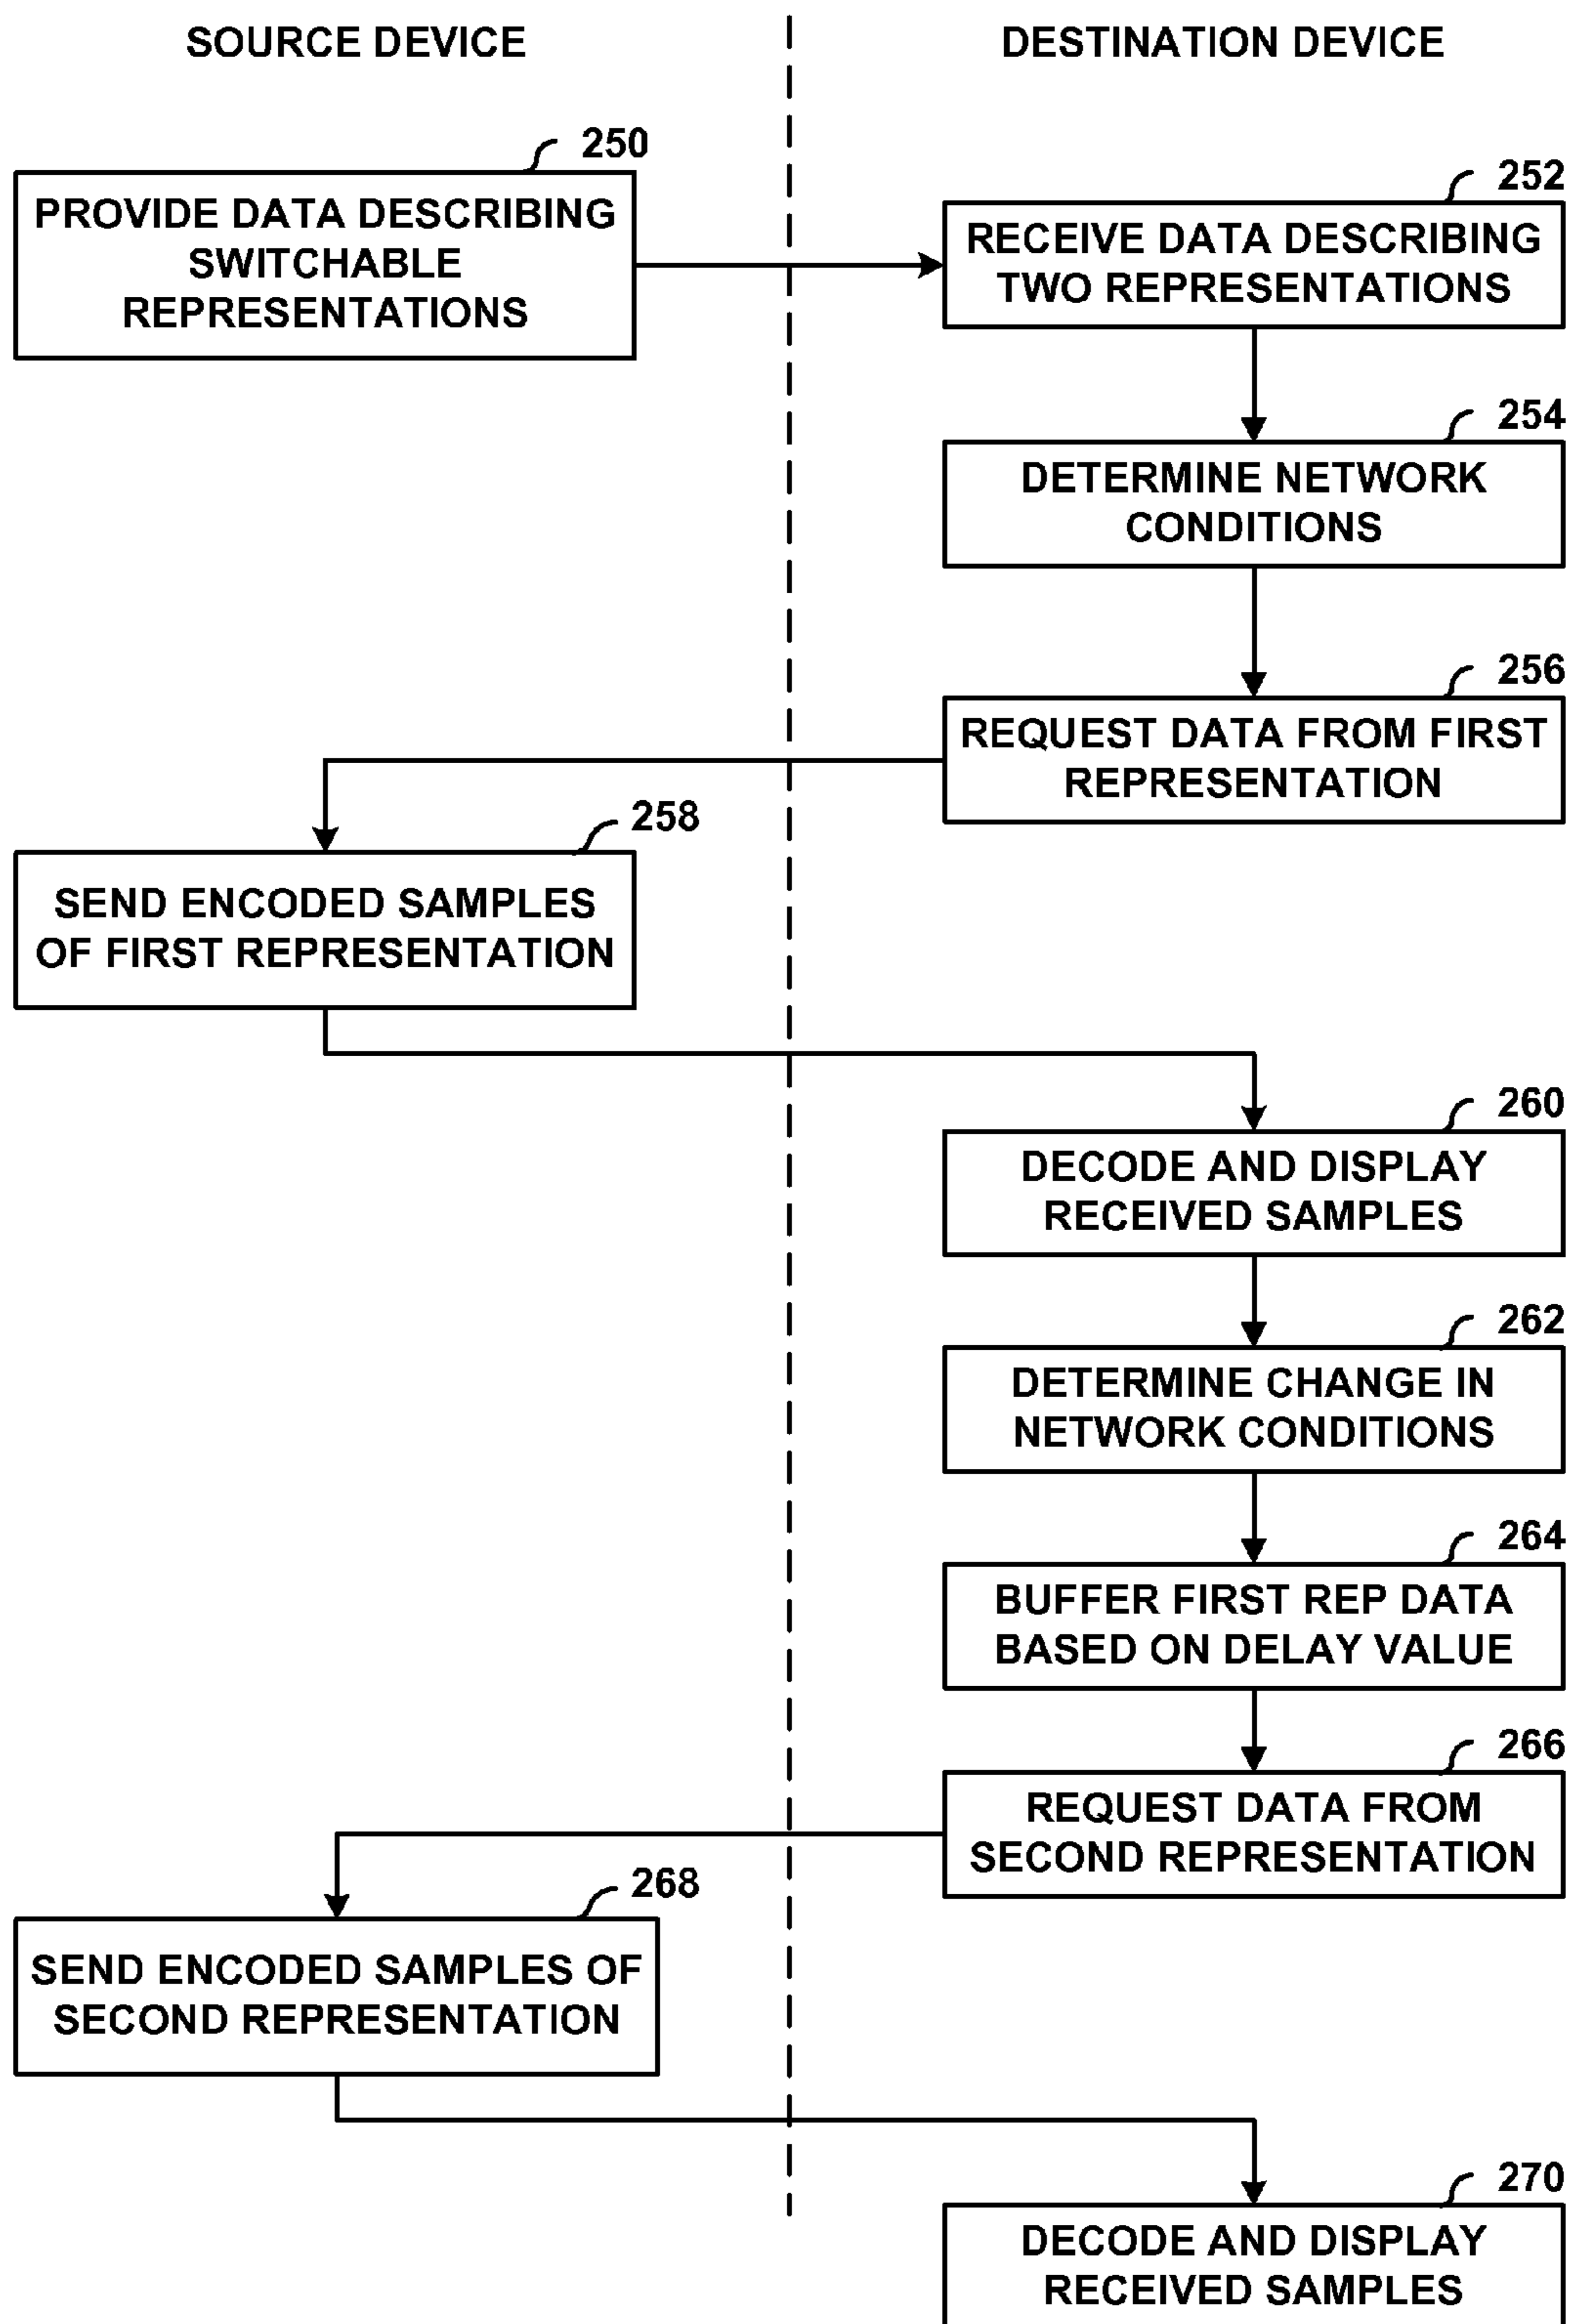 SOURCE DEVICE
DESTINATION DEVICE
250
PROVIDE DATA DESCRIBING
SWITCHABLE
REPRESENTATIONS
252
RECEIVE DATA DESCRIBING
TWO REPRESENTATIONS
254
DETERMINE NETWORK
CONDITIONS
256
REQUEST DATA FROM FIRST
REPRESENTATION
258
SEND ENCODED SAMPLES
OF FIRST REPRESENTATION
260
DECODE AND DISPLAY
RECEIVED SAMPLES
262
DETERMINE CHANGE IN
NETWORK CONDITIONS
264
BUFFER FIRST REP DATA
BASED ON DELAY VALUE
266
REQUEST DATA FROM
SECOND REPRESENTATION
268
SEND ENCODED SAMPLES OF
SECOND REPRESENTATION
270
DECODE AND DISPLAY
RECEIVED SAMPLES